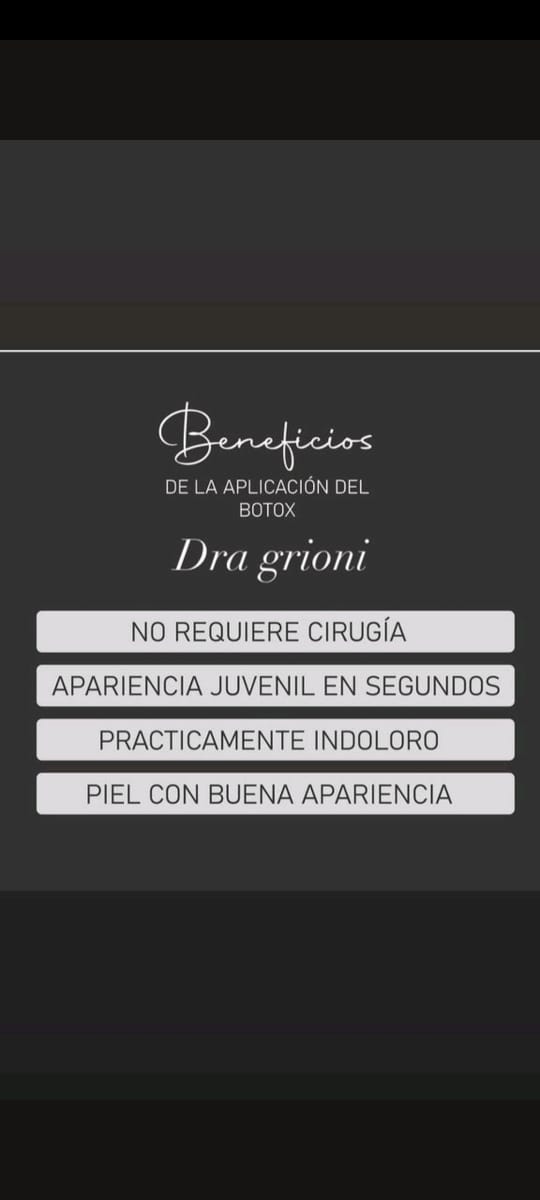 Beneficios
DE LA APLICACIÓN DEL
BOTOX
Dra grioni
NO REQUIERE CIRUGÍA
APARIENCIA JUVENIL EN SEGUNDOS
PRACTICAMENTE INDOLORO
PIEL CON BUENA APARIENCIA